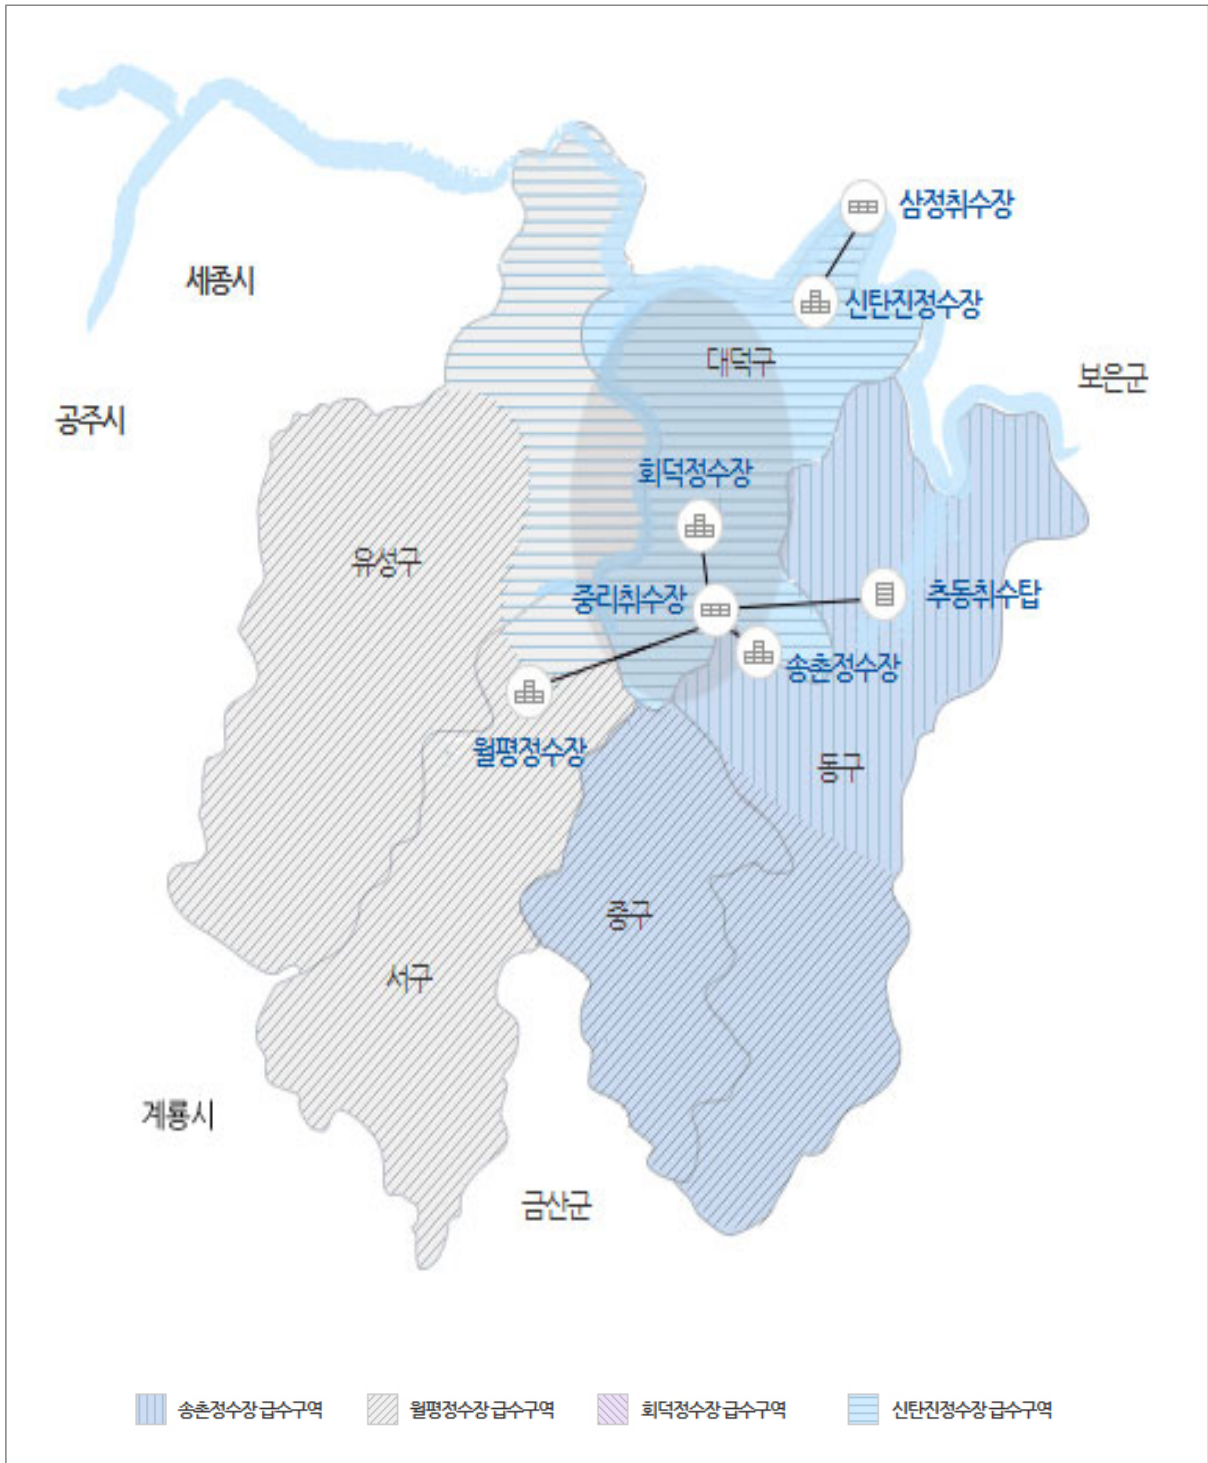 삼정취수장
세종시
신탄진정수장
대덕구
보은군
공주시
회덕정수장
유성구
중리취수장
추동취수탑
송촌정수장
월평정수장
동구
중구
서구
계룡시
금산군
송촌정수장 급수구역
월평정수장 급수구역
회덕정수장 급수구역
신탄진정수장 급수구역